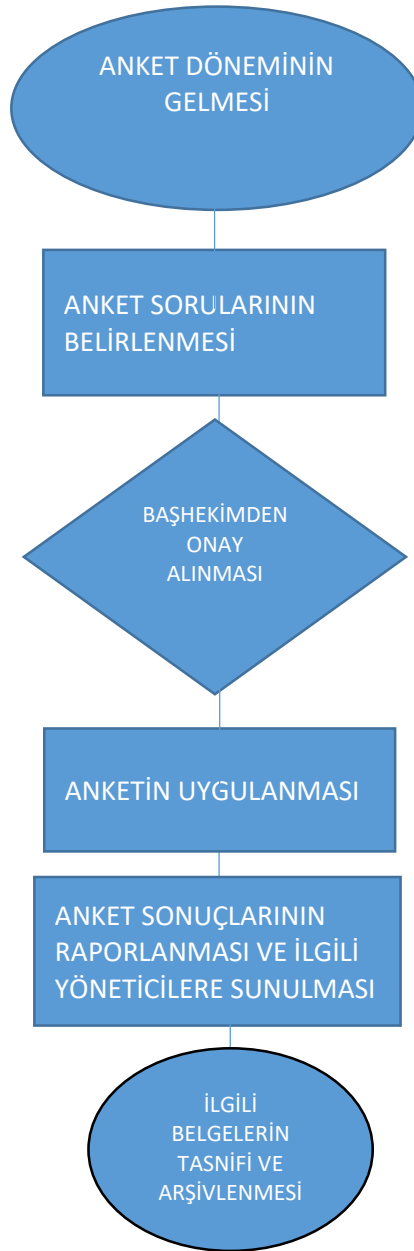 ANKET DÖNEMİNİN
GELMESİ
ANKET SORULARININ
BELİRLENMESİ
BAŞHEKİMDEN
ONAY
ALINMASI
ANKETİN UYGULANMASI
ANKET SONUÇLARININ
RAPORLANMASI VE İLGİLİ
YÖNETİCİLERE SUNULMASI
İLGİLİ
BELGELERİN
TASNİFİ VE
ARŞİVLENMESİ